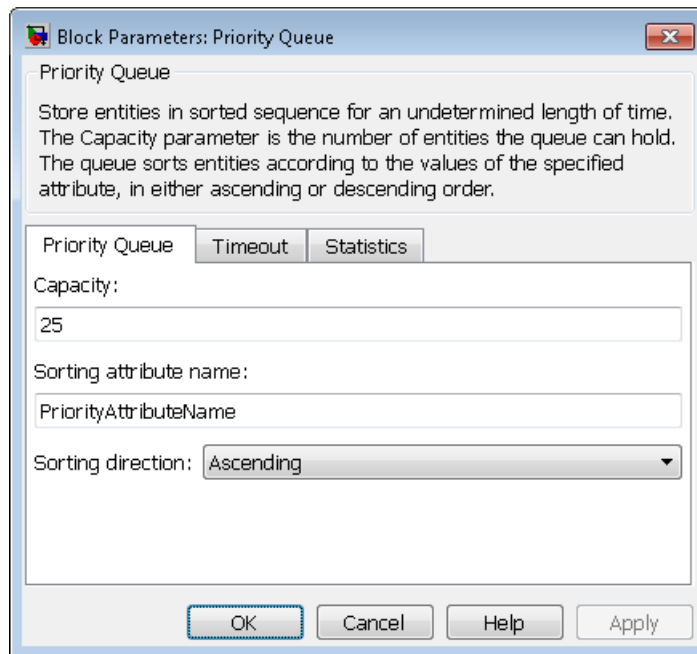 Block Parameters: Priority Queue
Priority Queue
Store entities in sorted sequence for an undetermined length of time.
The Capacity parameter is the number of entities the queue can hold.
The queue sorts entities according to the values of the specified
attribute, in either ascending or descending order.
Priority Queue Timeout Statistics
Capacity:
25
Sorting attribute name:
PriorityAttributeName
Sorting direction: Ascending
OK Cancel Help Apply